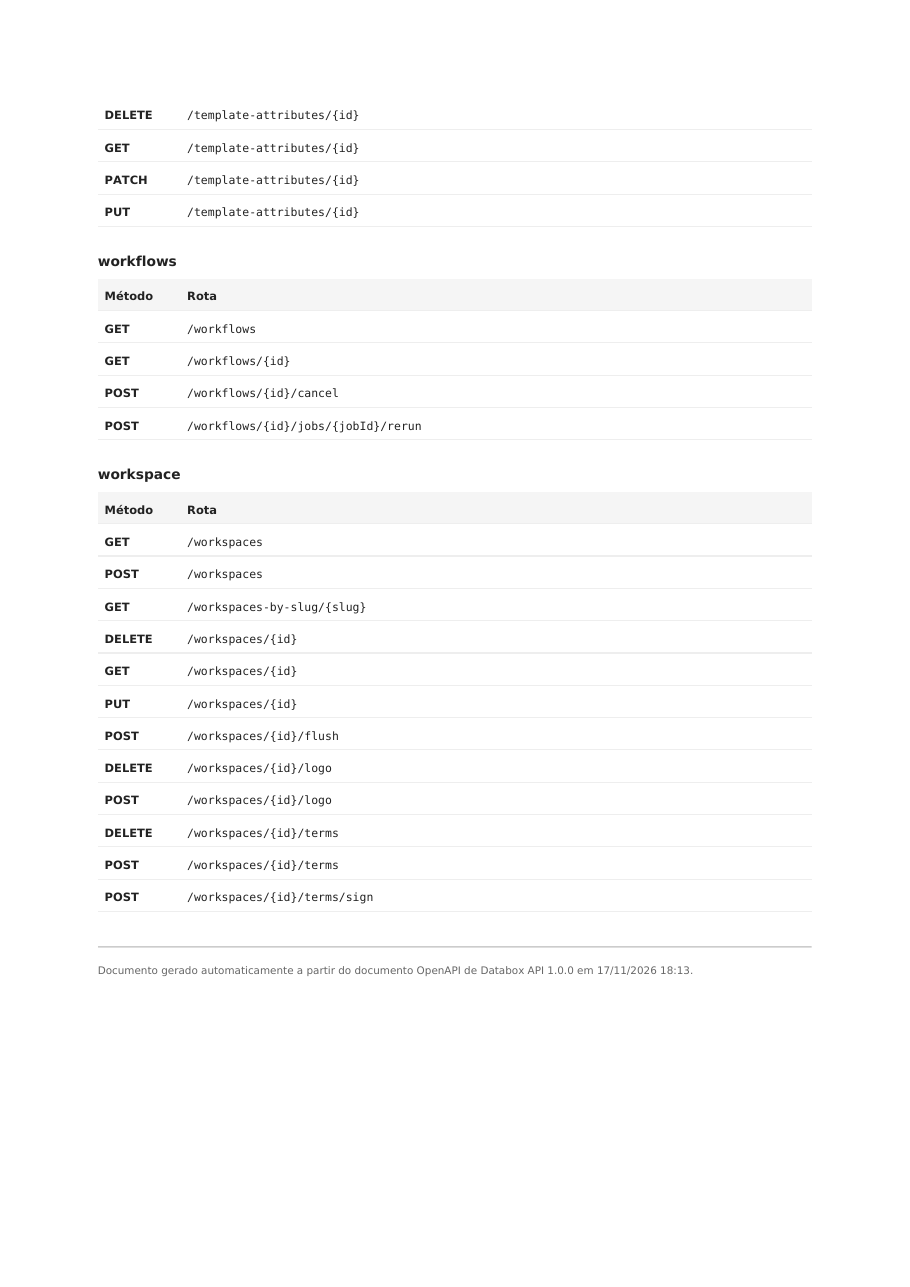 DELETE /template-attributes/{id}
GET /template-attributes/{id}
PATCH /template-attributes/{id}
PUT /template-attributes/{id}
workflows
Método Rota
GET /workflows
GET /workflows/{id}
POST /workflows/{id}/cancel
POST /workflows/{id}/jobs/{jobId}/rerun
workspace
Método Rota
GET /workspaces
POST /workspaces
GET /workspaces-by-slug/{slug}
DELETE /workspaces/{id}
GET /workspaces/{id}
PUT /workspaces/{id}
POST /workspaces/{id}/flush
DELETE /workspaces/{id}/logo
POST /workspaces/{id}/logo
DELETE /workspaces/{id}/terms
POST /workspaces/{id}/terms
POST /workspaces/{id}/terms/sign
Documento gerado automaticamente a partir do documento OpenAPI de Databox API 1.0.0 em 17/11/2026 18:13.